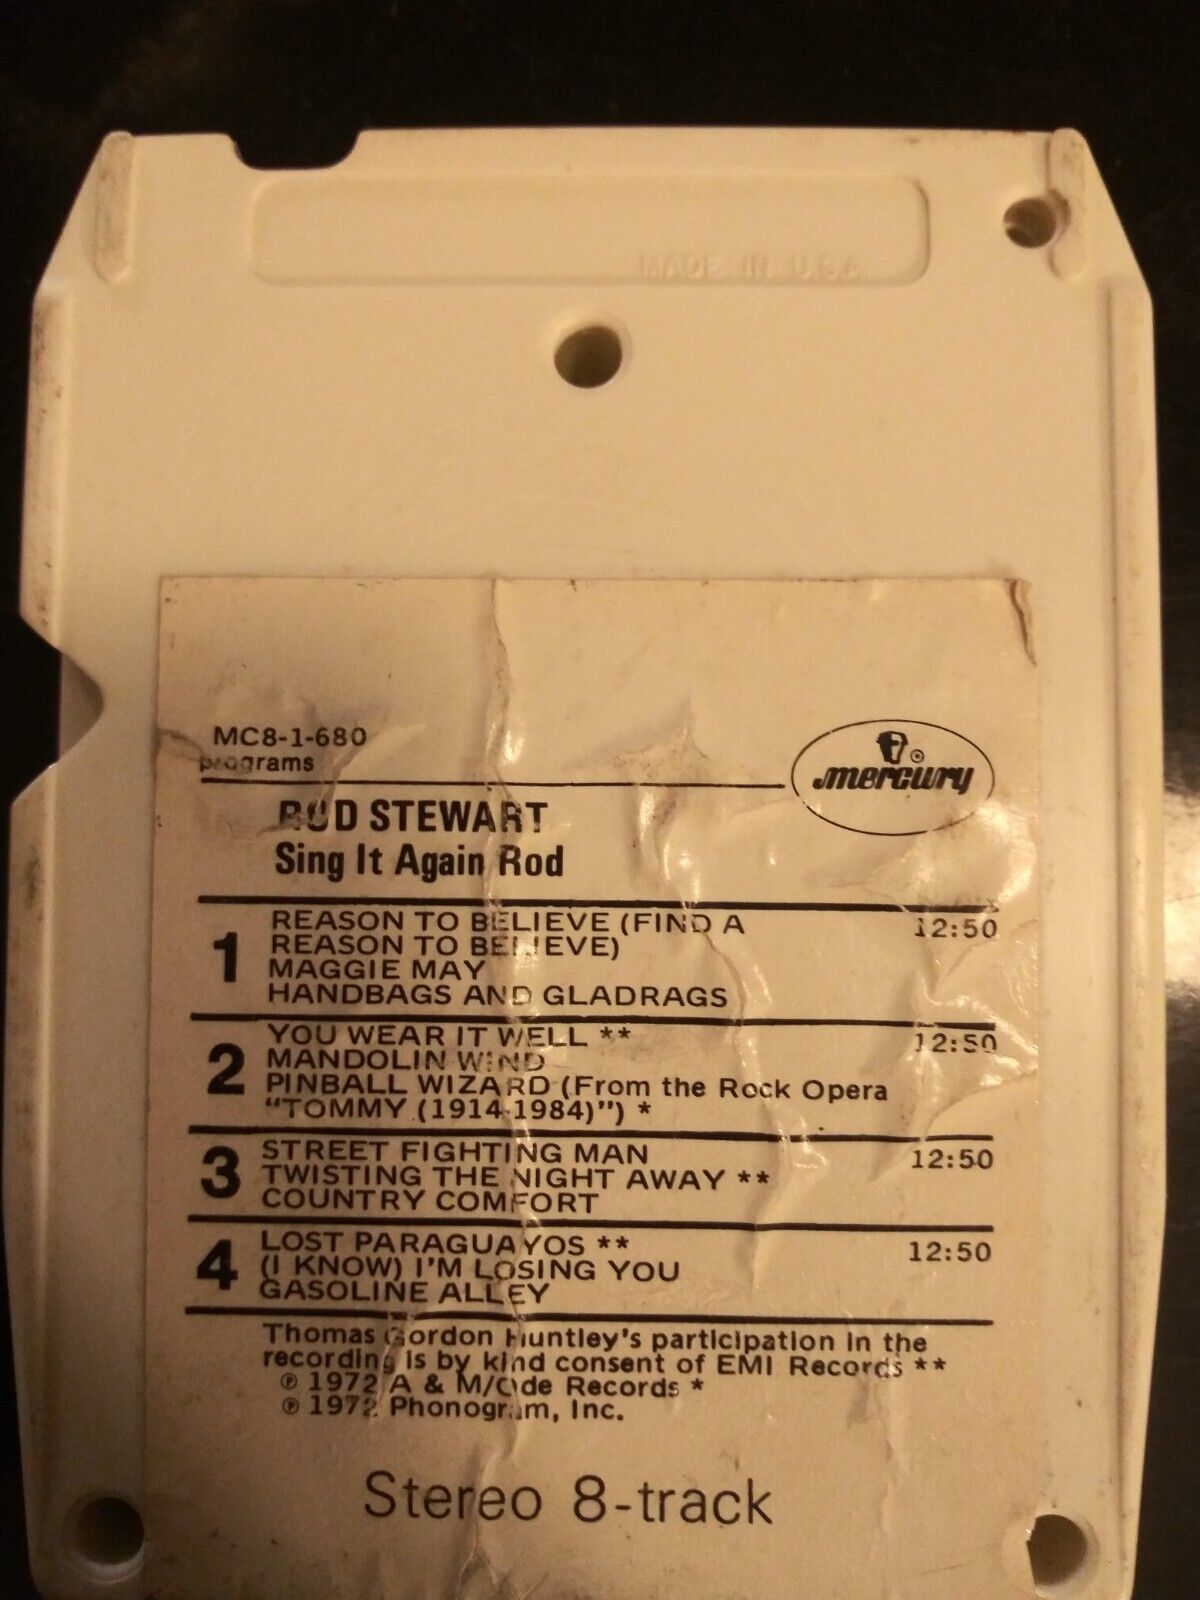 MADE IN U.S.A.
MC8-1-680
programs
® mercury
ROD STEWART
Sing It Again Rod
1 REASON TO BELIEVE (FIND A 12:50
REASON TO BELIEVE)
MAGGIE MAY
HANDBAGS AND GLADRAGS
2 YOU WEAR IT WELL ** 12:50
MANDOLIN WIND
PINBALL WIZARD (From the Rock Opera
"TOMMY (1914-1984)") *
3 STREET FIGHTING MAN 12:50
TWISTING THE NIGHT AWAY **
COUNTRY COMFORT
4 LOST PARAGUAYOS ** 12:50
(I KNOW) I'M LOSING YOU
GASOLINE ALLEY
Thomas Gordon Huntley's participation in the
recording is by kind consent of EMI Records **
℗ 1972 A & M/Ode Records *
℗ 1972 Phonogram, Inc.
Stereo 8-track